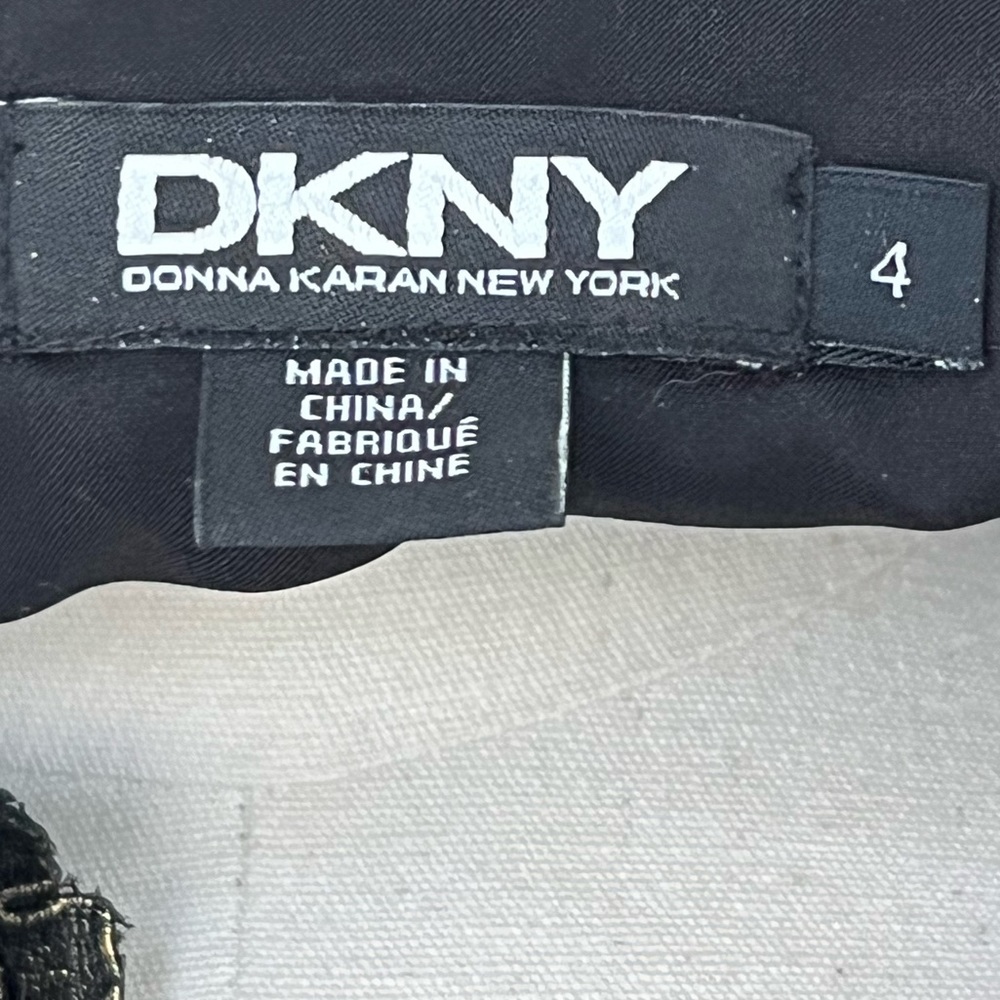 DKNY
DONNA KARAN NEW YORK
4
MADE IN
CHINA/
FABRIQUÉ
EN CHINE